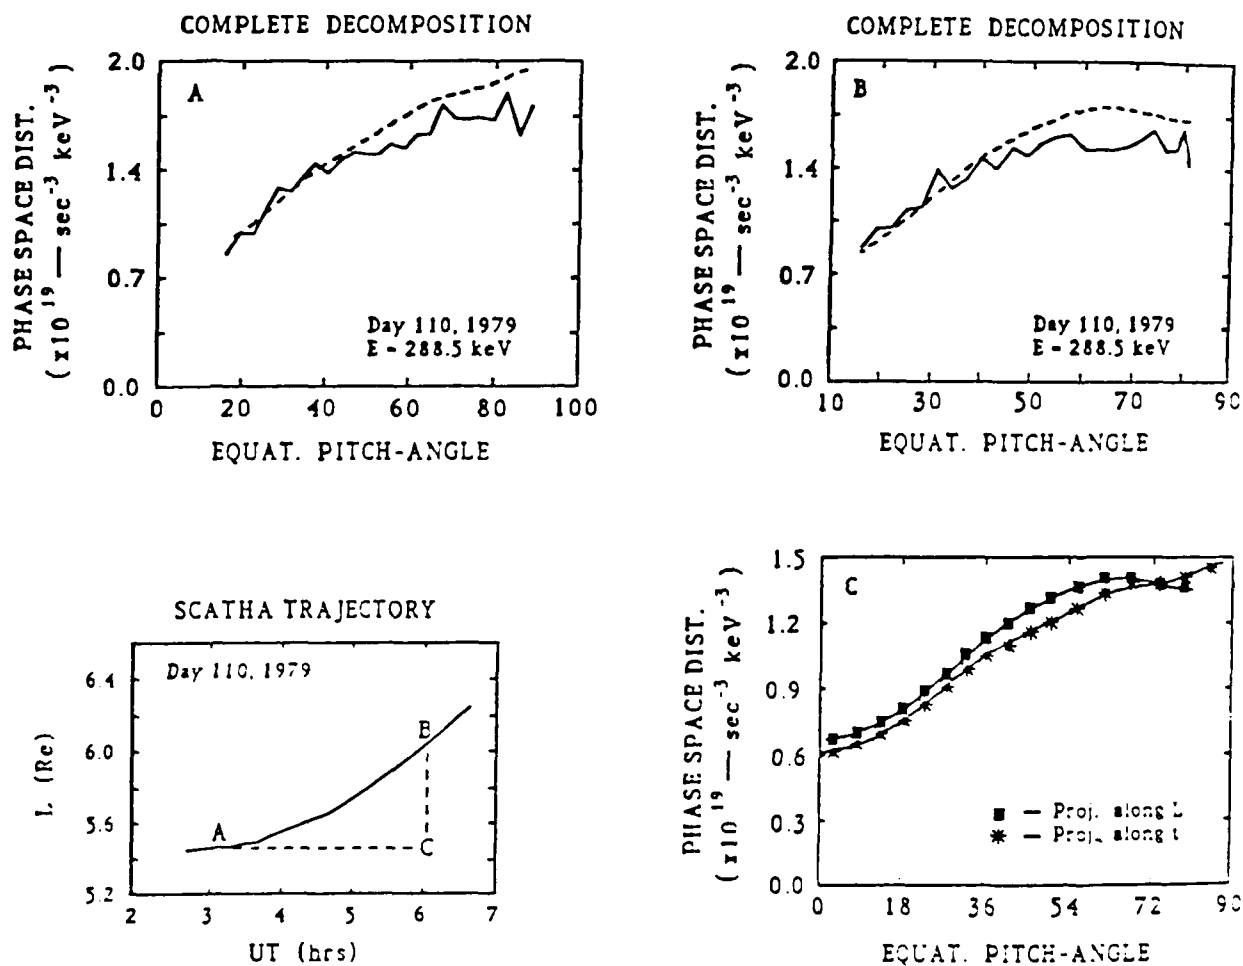 COMPLETE DECOMPOSITION
PHASE SPACE DIST.
(x10 19 — sec-3 keV-3)
2.0
1.4
0.7
0.0
A
Day 110, 1979
E - 288.5 keV
0 20 40 60 80 100
EQUAT. PITCH-ANGLE
COMPLETE DECOMPOSITION
PHASE SPACE DIST.
(x10 19 — sec-3 keV-3)
2.0
1.4
0.7
0.0
B
Day 110, 1979
E - 288.5 keV
10 30 50 70 90
EQUAT. PITCH-ANGLE
SCATHA TRAJECTORY
Day 110, 1979
L (Re)
6.4
6.0
5.6
5.2
A
B
C
2 3 4 5 6 7
UT (hrs)
PHASE SPACE DIST.
(x10 19 — sec-3 keV-3)
1.5
1.2
0.9
0.6
0.3
0.0
C
— Proj. along L
— Proj. along t
0 18 36 54 72 90
EQUAT. PITCH-ANGLE